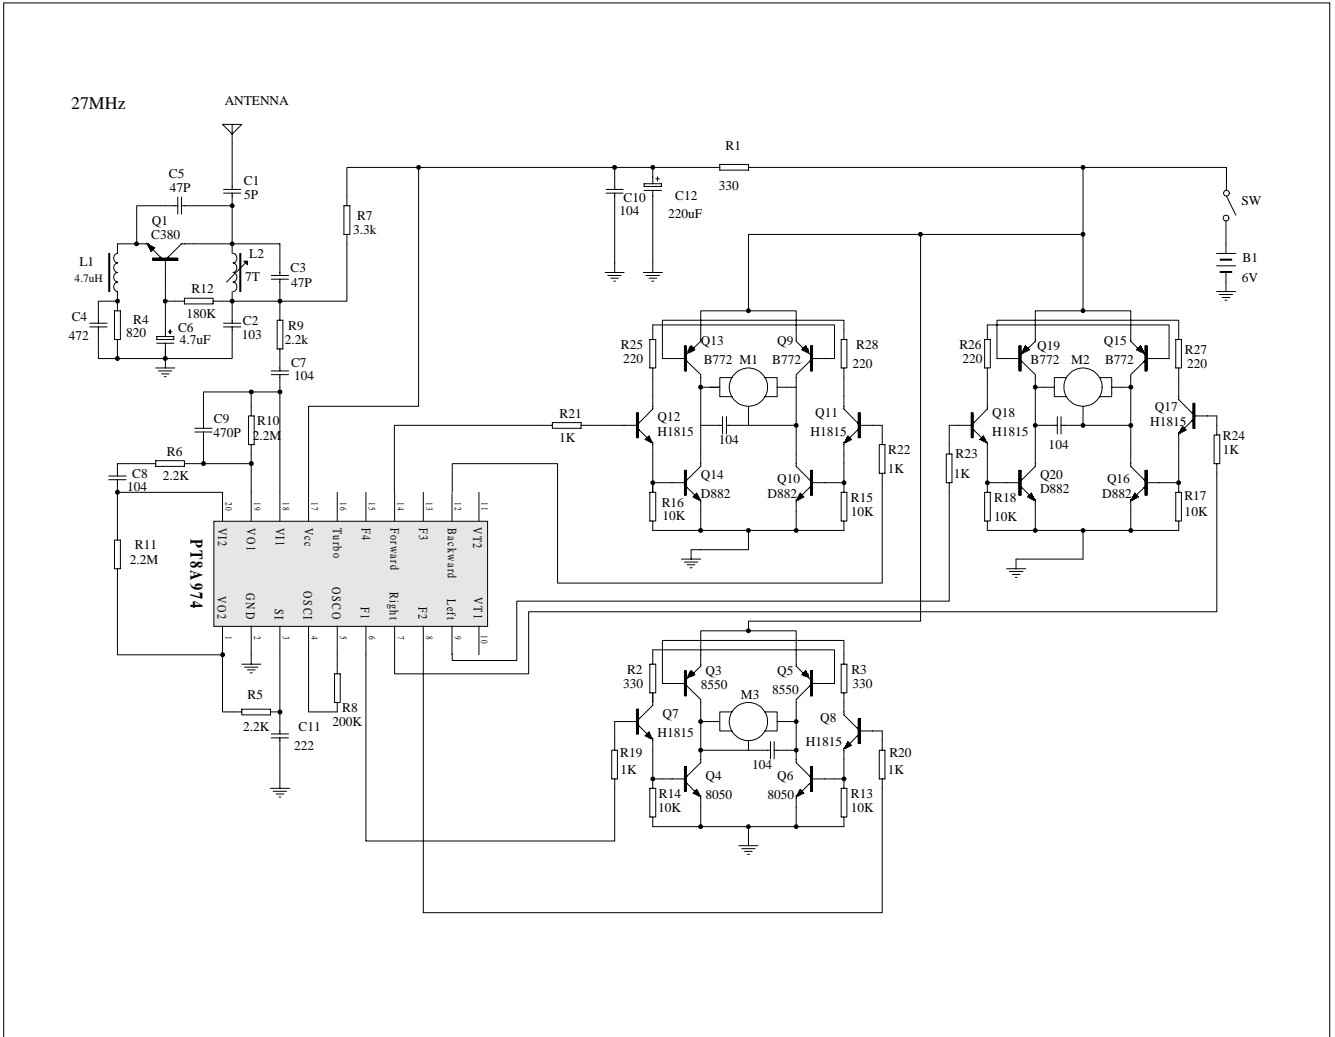 27MHz
ANTENNA
R1
330
C5
47P
C1
5P
SW
Q1
C380
R7
3.3k
C10
104
C12
220uF
+
L1
4.7uH
L2
7T
C3
47P
B1
6V
R12
180K
C4
472
R4
820
C6
4.7uF
+
C2
103
R9
2.2k
C7
104
R25
220
Q13
B772
M1
Q9
B772
R28
220
R26
220
Q19
B772
M2
Q15
B772
R27
220
C9
470P
R10
2.2M
R21
1K
Q12
H1815
104
Q11
H1815
R22
1K
Q18
H1815
R23
1K
104
Q17
H1815
R24
1K
R6
2.2K
C8
104
Q14
D882
Q10
D882
R16
10K
R15
10K
Q20
D882
Q16
D882
R18
10K
R17
10K
20
19
18
17
16
15
14
13
12
11
VI2
VO1
VI1
Vcc
Turbo
F4
Forward
F3
Backward
VT2
R11
2.2M
PT8A974
VO2
GND
SI
OSCI
OSCO
F1
Right
F2
Left
VT1
1
2
3
4
5
6
7
8
9
10
R5
2.2K
C11
222
R8
200K
R2
330
Q3
8550
M3
Q5
8550
R3
330
Q7
H1815
Q8
H1815
R19
1K
104
R20
1K
Q4
8050
Q6
8050
R14
10K
R13
10K